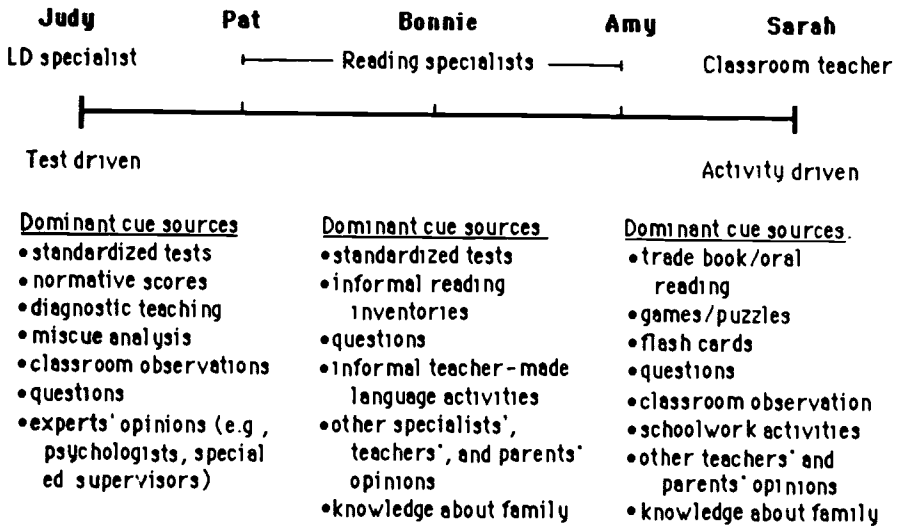 Judy Pat Bonnie Amy Sarah
LD specialist Reading specialists Classroom teacher
Test driven Activity driven
Dominant cue sources
•standardized tests
•normative scores
•diagnostic teaching
•miscue analysis
•classroom observations
•questions
•experts' opinions (e.g,
psychologists, special
ed supervisors)
Dominant cue sources
•standardized tests
•informal reading
inventories
•questions
•informal teacher-made
language activities
•other specialists',
teachers', and parents'
opinions
•knowledge about family
Dominant cue sources.
•trade book/oral
reading
•games/puzzles
•flash cards
•questions
•classroom observation
•schoolwork activities
•other teachers' and
parents' opinions
•knowledge about family